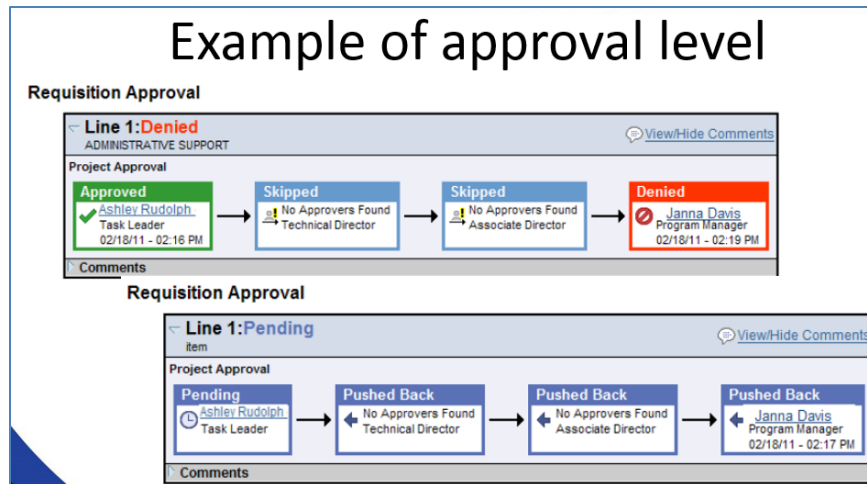 Example of approval level
Requisition Approval
Line 1:Denied
ADMINISTRATIVE SUPPORT
View/Hide Comments
Project Approval
Approved
Ashley Rudolph
Task Leader
02/18/11 - 02:16 PM
Skipped
No Approvers Found
Technical Director
Skipped
No Approvers Found
Associate Director
Denied
Janna Davis
Program Manager
02/18/11 - 02:19 PM
Comments
Requisition Approval
Line 1:Pending
item
View/Hide Comments
Project Approval
Pending
Ashley Rudolph
Task Leader
Pushed Back
No Approvers Found
Technical Director
Pushed Back
No Approvers Found
Associate Director
Pushed Back
Janna Davis
Program Manager
02/18/11 - 02:17 PM
Comments